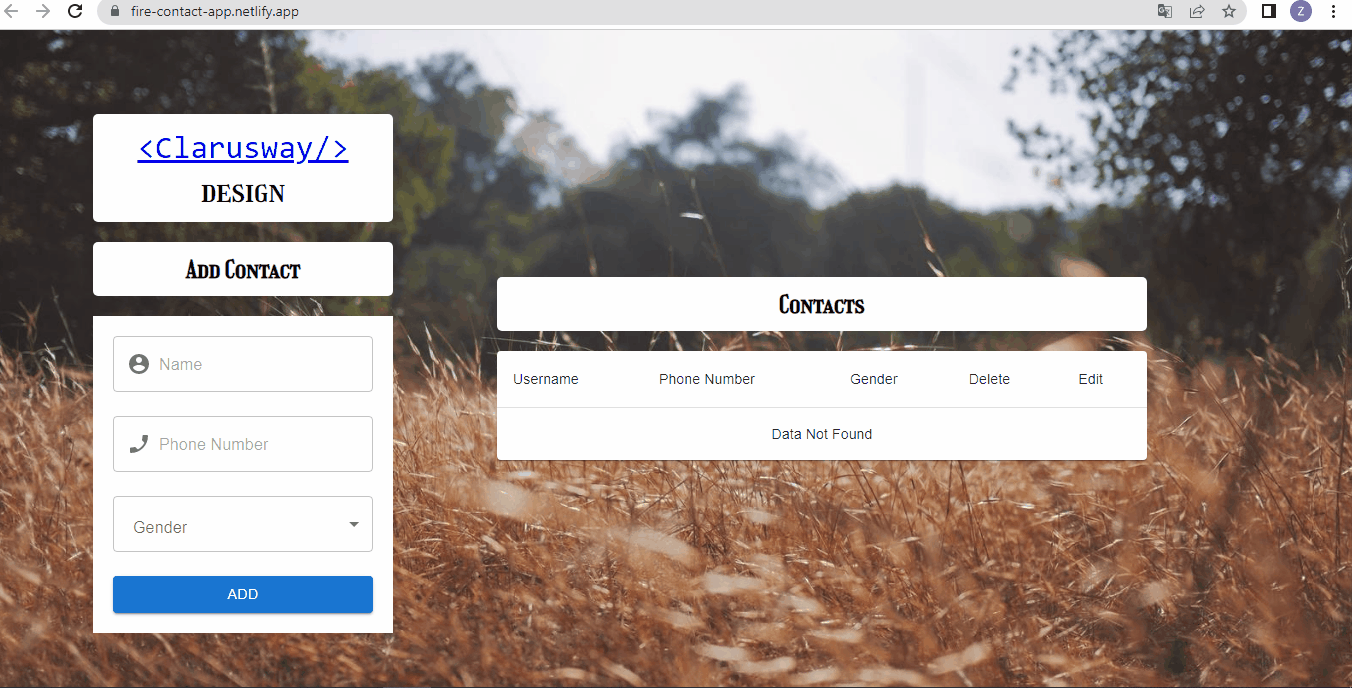 fire-contact-app.netlify.app
Z
<Clarusway/>
DESIGN
Add Contact
Name
Phone Number
Gender
ADD
Contacts
Username Phone Number Gender Delete Edit
Data Not Found